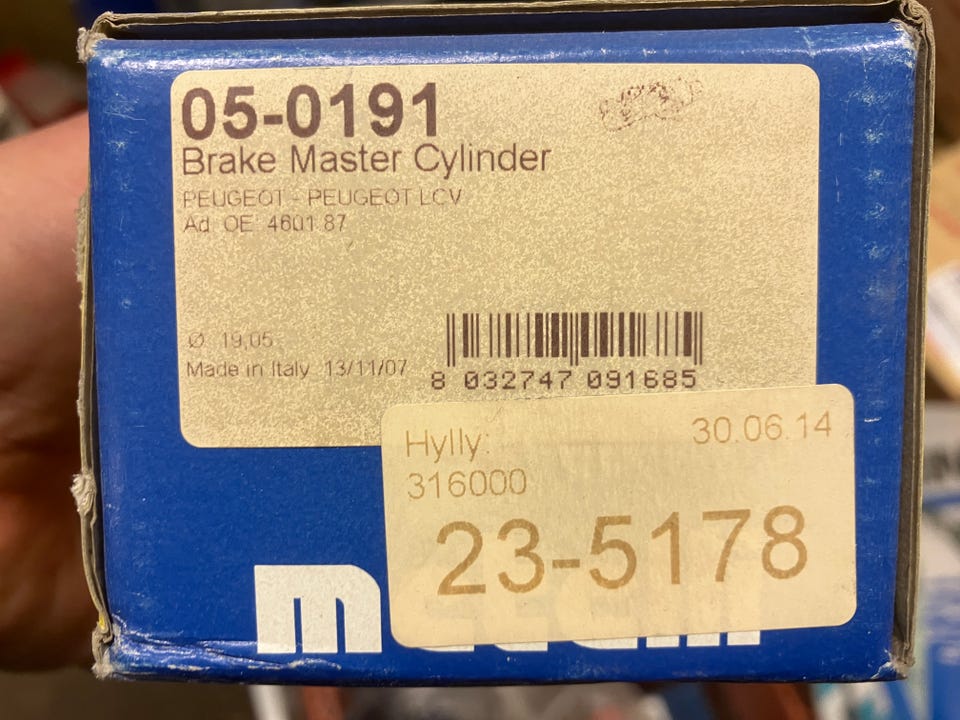 05-0191
Brake Master Cylinder
PEUGEOT - PEUGEOT LCV
Ad. OE: 4601.87
Ø: 19,05
Made in Italy 13/11/07
8 032747 091685
Hylly: 30.06.14
316000
23-5178